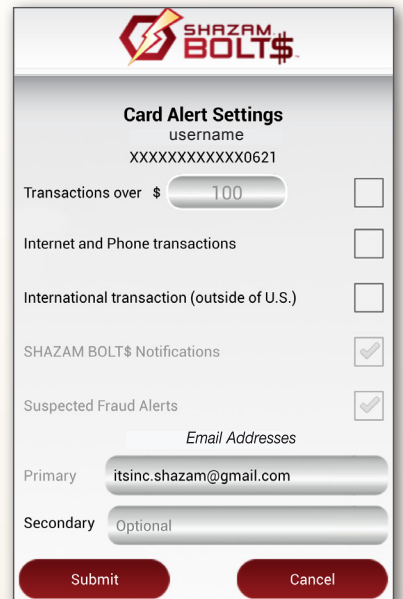 SHAZAM
BOLT$
Card Alert Settings
username
XXXXXXXXXXXX0621
Transactions over $ 100
Internet and Phone transactions
International transaction (outside of U.S.)
SHAZAM BOLT$ Notifications
Suspected Fraud Alerts
Email Addresses
Primary itsinc.shazam@gmail.com
Secondary Optional
Submit Cancel